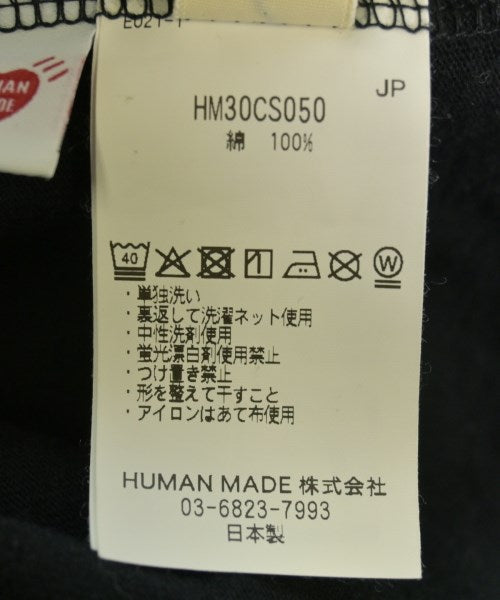 JP
HM30CS050
綿 100%
40
W
・単独洗い
・裏返して洗濯ネット使用
・中性洗剤使用
・蛍光漂白剤使用禁止
・つけ置き禁止
・形を整えて干すこと
・アイロンはあて布使用
HUMAN MADE 株式会社
03-6823-7993
日本製